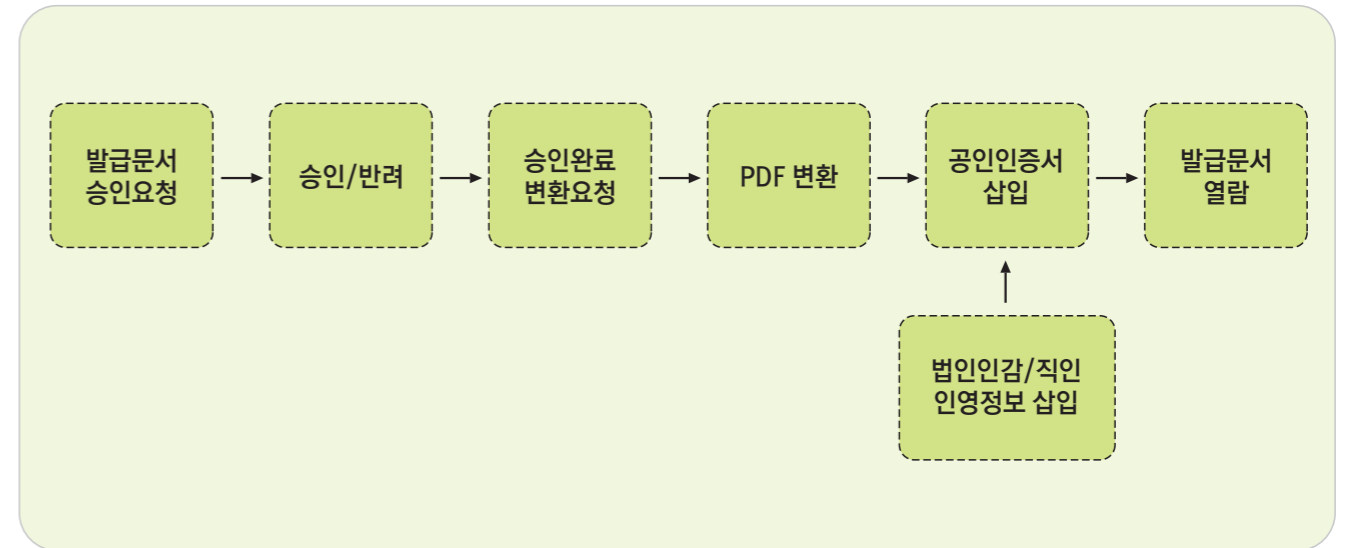 발급문서
승인요청
승인/반려
승인완료
변환요청
PDF 변환
공인인증서
삽입
발급문서
열람
법인인감/직인
인영정보 삽입